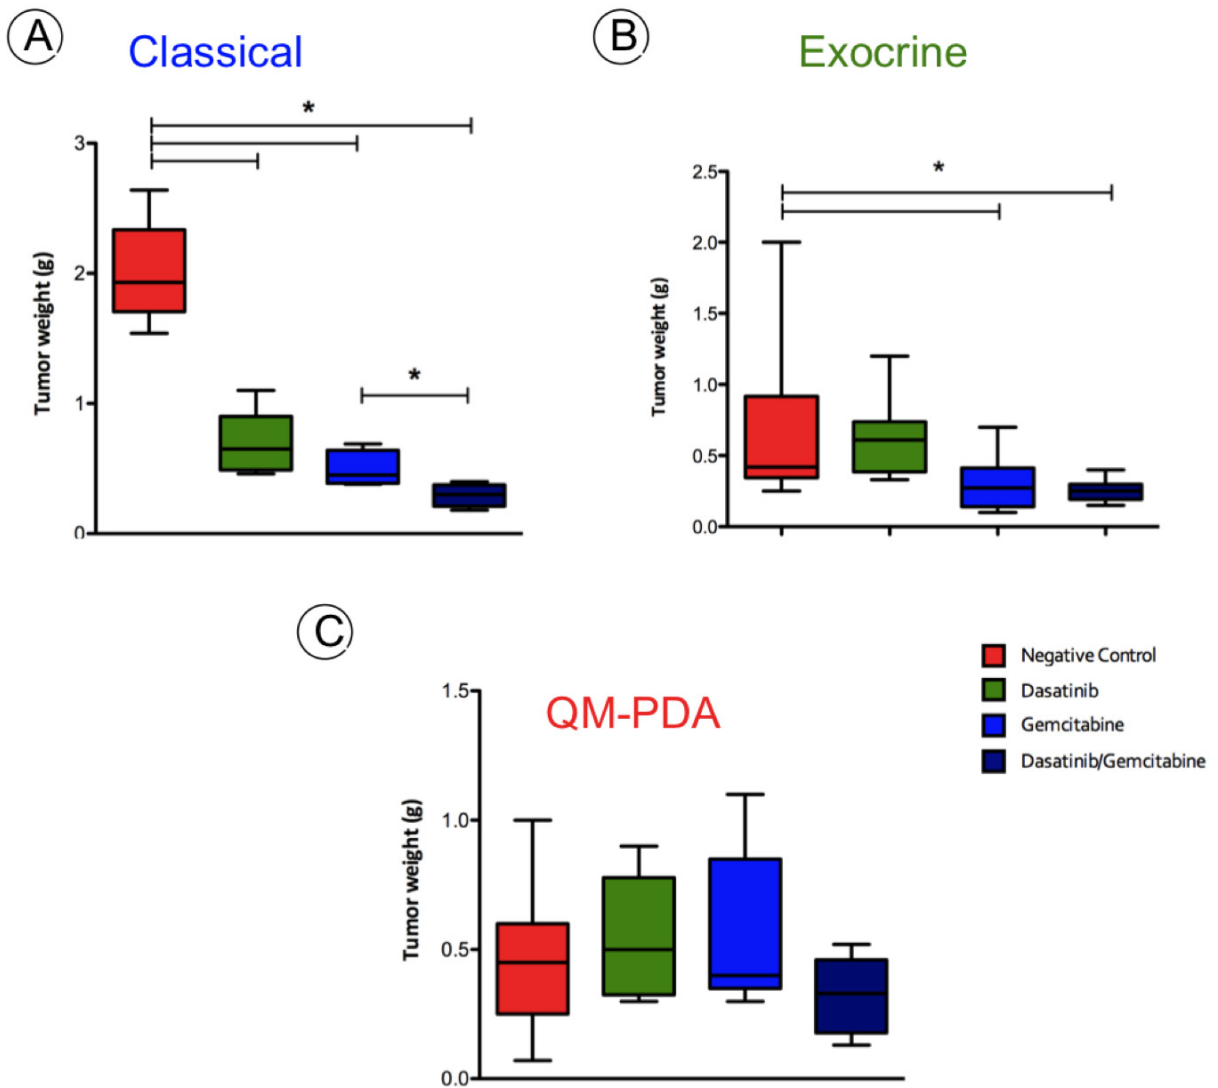 A
Classical
*
3
2
1
0
Tumor weight (g)
*
B
Exocrine
*
2.5
2.0
1.5
1.0
0.5
0.0
Tumor weight (g)
C
QM-PDA
1.5
1.0
0.5
0.0
Tumor weight (g)
Negative Control
Dasatinib
Gemcitabine
Dasatinib/Gemcitabine